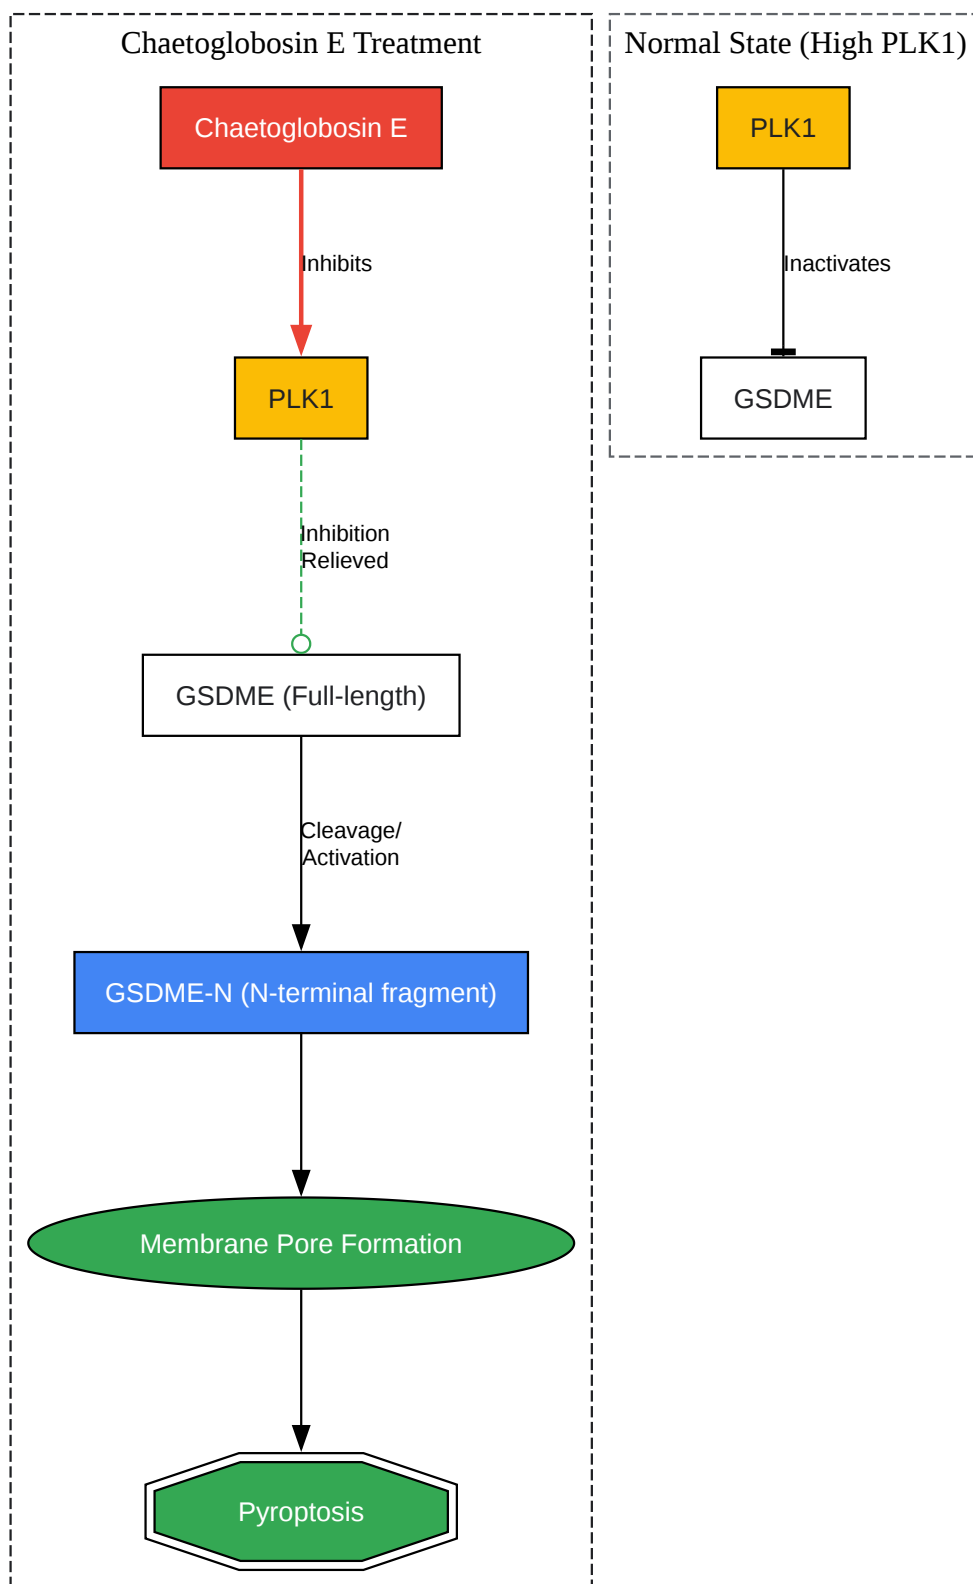 Chaetoglobosin E Treatment
Chaetoglobosin E
Inhibits
PLK1
Inhibition
Relieved
GSDME (Full-length)
Cleavage/
Activation
GSDME-N (N-terminal fragment)
Membrane Pore Formation
Pyroptosis
Normal State (High PLK1)
PLK1
Inactivates
GSDME